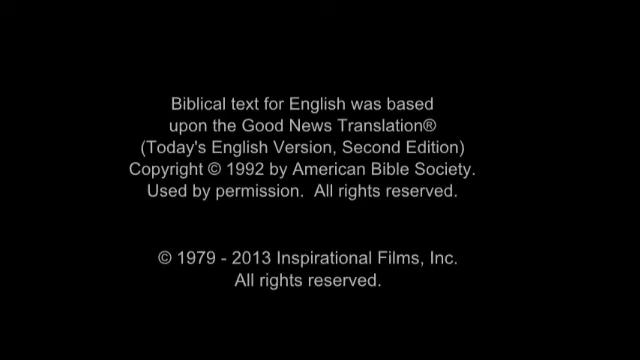 Biblical text for English was based
upon the Good News Translation®
(Today's English Version, Second Edition)
Copyright © 1992 by American Bible Society.
Used by permission.  All rights reserved.
© 1979 - 2013 Inspirational Films, Inc.
All rights reserved.